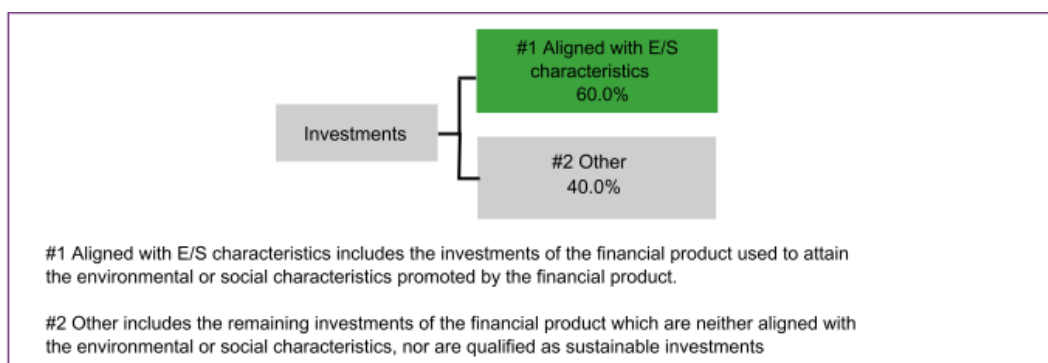 #1 Aligned with E/S
characteristics
60.0%
Investments
#2 Other
40.0%
#1 Aligned with E/S characteristics includes the investments of the financial product used to attain
the environmental or social characteristics promoted by the financial product.
#2 Other includes the remaining investments of the financial product which are neither aligned with
the environmental or social characteristics, nor are qualified as sustainable investments